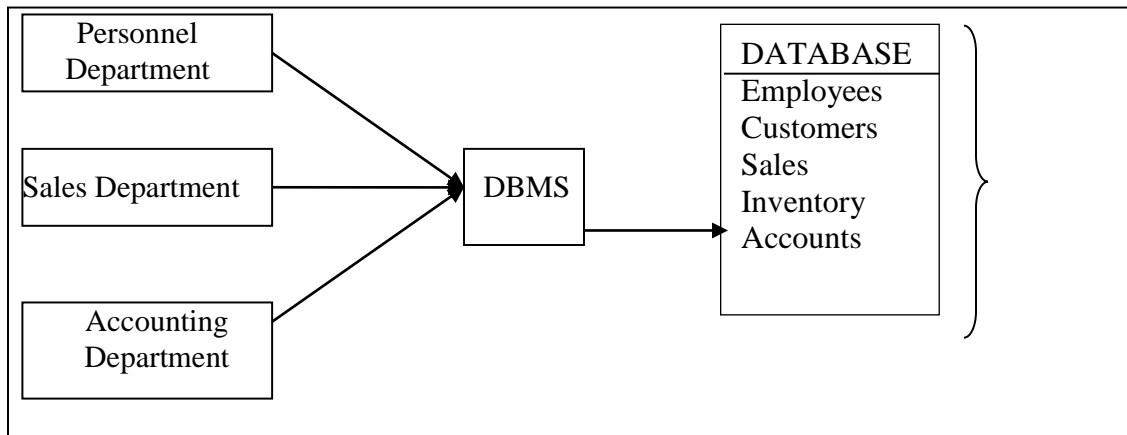 Personnel
Department
Sales Department
Accounting
Department
DBMS
DATABASE
Employees
Customers
Sales
Inventory
Accounts